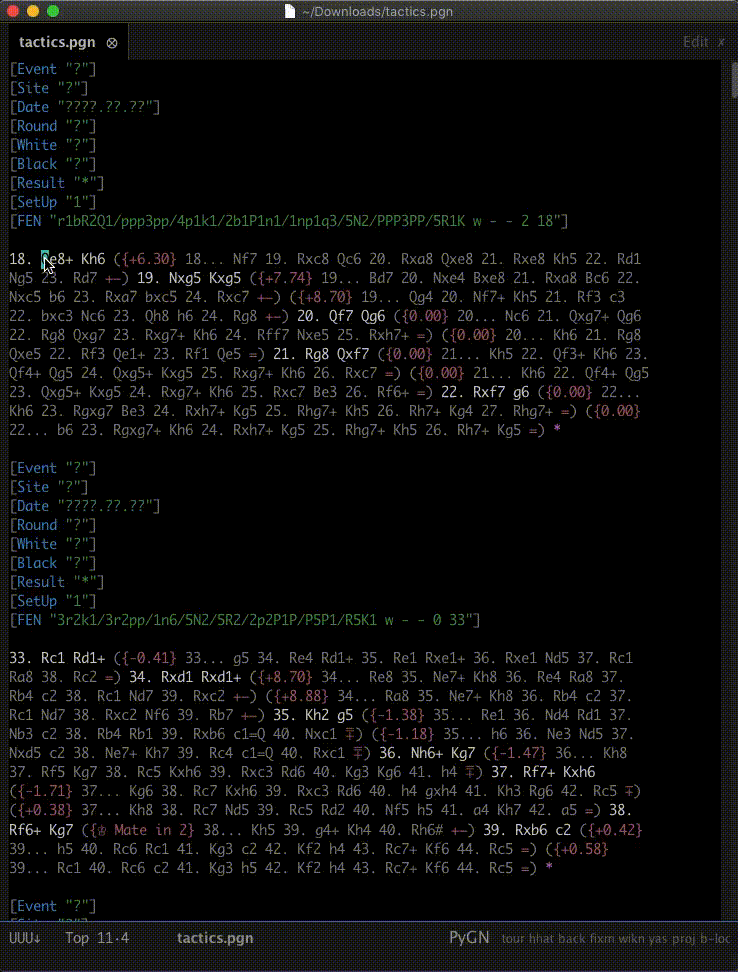 ~/Downloads/tactics.pgn
tactics.pgn ⊗ Edit ✗
[Event "?"]
[Site "?"]
[Date "????.??.??"]
[Round "?"]
[White "?"]
[Black "?"]
[Result "*"]
[SetUp "1"]
[FEN "r1bR2Q1/ppp3pp/4p1k1/2b1P1n1/1np1q3/5N2/PPP3PP/5R1K w - - 2 18"]
18. Qe8+ Kh6 ({+6.30} 18... Nf7 19. Rxc8 Qc6 20. Rxa8 Qxe8 21. Rxe8 Kh5 22. Rd1
Ng5 23. Rd7 +−) 19. Nxg5 Kxg5 ({+7.74} 19... Bd7 20. Nxe4 Bxe8 21. Rxa8 Bc6 22.
Nxc5 b6 23. Rxa7 bxc5 24. Rxc7 +−) ({+8.70} 19... Qg4 20. Nf7+ Kh5 21. Rf3 c3
22. bxc3 Nc6 23. Qh8 h6 24. Rg8 +−) 20. Qf7 Qg6 ({0.00} 20... Nc6 21. Qxg7+ Qg6
22. Rg8 Qxg7 23. Rxg7+ Kh6 24. Rff7 Nxe5 25. Rxh7+ =) ({0.00} 20... Kh6 21. Rg8
Qxe5 22. Rf3 Qe1+ 23. Rf1 Qe5 =) 21. Rg8 Qxf7 ({0.00} 21... Kh5 22. Qf3+ Kh6 23.
Qf4+ Qg5 24. Qxg5+ Kxg5 25. Rxg7+ Kh6 26. Rxc7 =) ({0.00} 21... Kh6 22. Qf4+ Qg5
23. Qxg5+ Kxg5 24. Rxg7+ Kh6 25. Rxc7 Be3 26. Rf6+ =) 22. Rxf7 g6 ({0.00} 22...
Kh6 23. Rgxg7 Be3 24. Rxh7+ Kg5 25. Rhg7+ Kh5 26. Rh7+ Kg4 27. Rhg7+ =) ({0.00}
22... b6 23. Rgxg7+ Kh6 24. Rxh7+ Kg5 25. Rhg7+ Kh5 26. Rh7+ Kg5 =) *
[Event "?"]
[Site "?"]
[Date "????.??.??"]
[Round "?"]
[White "?"]
[Black "?"]
[Result "*"]
[SetUp "1"]
[FEN "3r2k1/3r2pp/1n6/5N2/5R2/2p2P1P/P5P1/R5K1 w - - 0 33"]
33. Rc1 Rd1+ ({−0.41} 33... g5 34. Re4 Rd1+ 35. Re1 Rxe1+ 36. Rxe1 Nd5 37. Rc1
Ra8 38. Rc2 =) 34. Rxd1 Rxd1+ ({+8.70} 34... Re8 35. Ne7+ Kh8 36. Re4 Ra8 37.
Rb4 c2 38. Rc1 Nd7 39. Rxc2 +−) ({+8.88} 34... Ra8 35. Ne7+ Kh8 36. Rb4 c2 37.
Rc1 Nd7 38. Rxc2 Nf6 39. Rb7 +−) 35. Kh2 g5 ({−1.38} 35... Re1 36. Nd4 Rd1 37.
Nb3 c2 38. Rb4 Rb1 39. Rxb6 c1=Q 40. Nxc1 ∓) ({−1.18} 35... h6 36. Ne3 Nd5 37.
Nxd5 c2 38. Ne7+ Kh7 39. Rc4 c1=Q 40. Rxc1 ∓) 36. Nh6+ Kg7 ({−1.47} 36... Kh8
37. Rf5 Kg7 38. Rc5 Kxh6 39. Rxc3 Rd6 40. Kg3 Kg6 41. h4 ∓) 37. Rf7+ Kxh6
({−1.71} 37... Kg6 38. Rc7 Kxh6 39. Rxc3 Rd6 40. h4 gxh4 41. Kh3 Rg6 42. Rc5 ∓)
({+0.38} 37... Kh8 38. Rc7 Nd5 39. Rc5 Rd2 40. Nf5 h5 41. a4 Kh7 42. a5 =) 38.
Rf6+ Kg7 ({♔ Mate in 2} 38... Kh5 39. g4+ Kh4 40. Rh6# +−) 39. Rxb6 c2 ({+0.42}
39... h5 40. Rc6 Rc1 41. Kg3 c2 42. Kf2 h4 43. Rc7+ Kf6 44. Rc5 =) ({+0.58}
39... Rc1 40. Rc6 c2 41. Kg3 h5 42. Kf2 h4 43. Rc7+ Kf6 44. Rc5 =) *
[Event "?"]
UUU↓ Top 11·4 tactics.pgn PyGN tour hhat back fixm wikn yas proj b-loc